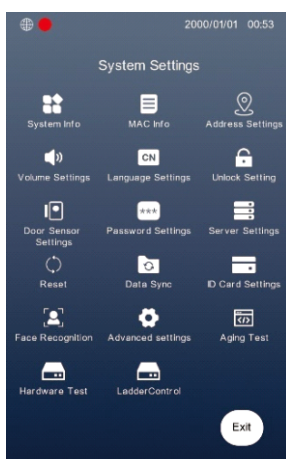 2000/01/01 00:53
System Settings
System Info MAC Info Address Settings
CN
Volume Settings Language Settings Unlock Setting
***
Door Sensor Settings Password Settings Server Settings
Reset Data Sync ID Card Settings
Face Recognition Advanced settings Aging Test
Hardware Test LadderControl
Exit